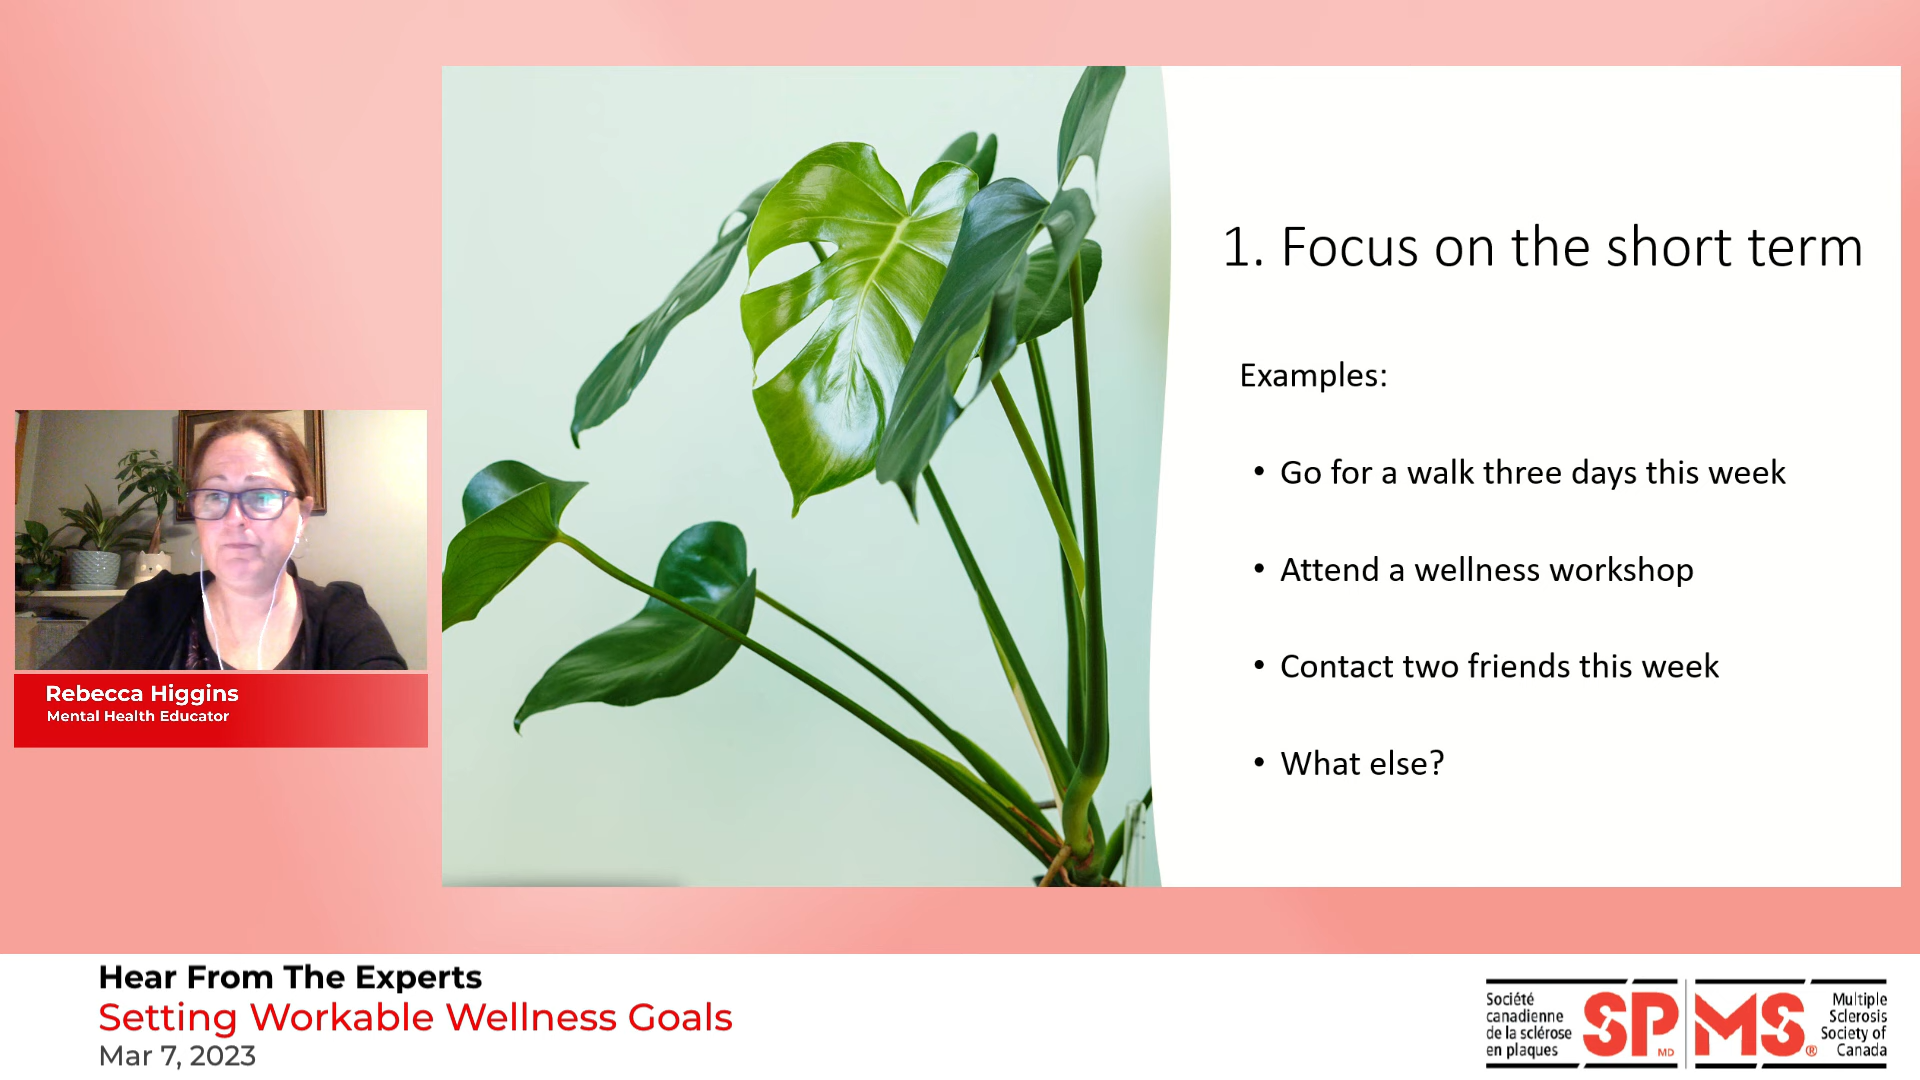 1. Focus on the short term
Examples:
• Go for a walk three days this week
• Attend a wellness workshop
• Contact two friends this week
• What else?
Rebecca Higgins
Mental Health Educator
Hear From The Experts
Setting Workable Wellness Goals
Mar 7, 2023
Société
canadienne
de la sclérose
en plaques
SP
MD
MS
®
Multiple
Sclerosis
Society of
Canada